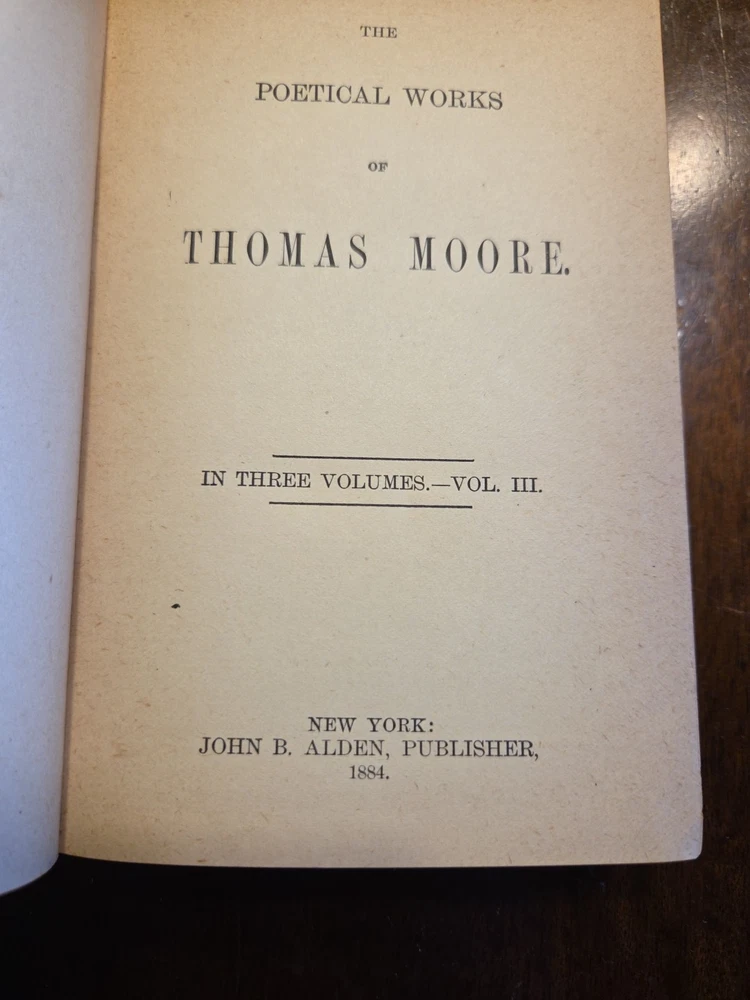 THE
POETICAL WORKS
OF
THOMAS MOORE.
IN THREE VOLUMES.—VOL. III.
NEW YORK:
JOHN B. ALDEN, PUBLISHER,
1884.